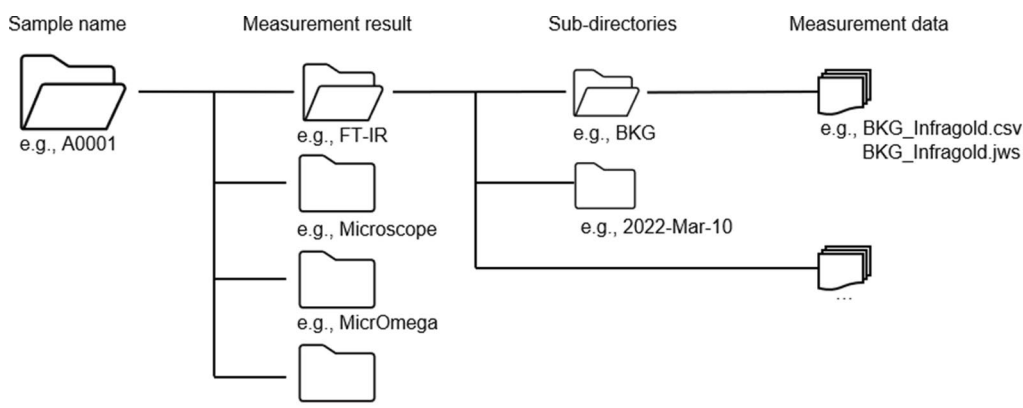 Sample name
Measurement result
Sub-directories
Measurement data
e.g., A0001
e.g., FT-IR
e.g., BKG
e.g., BKG_Infragold.csv
BKG_Infragold.jws
e.g., Microscope
e.g., 2022-Mar-10
e.g., MicrOmega
...